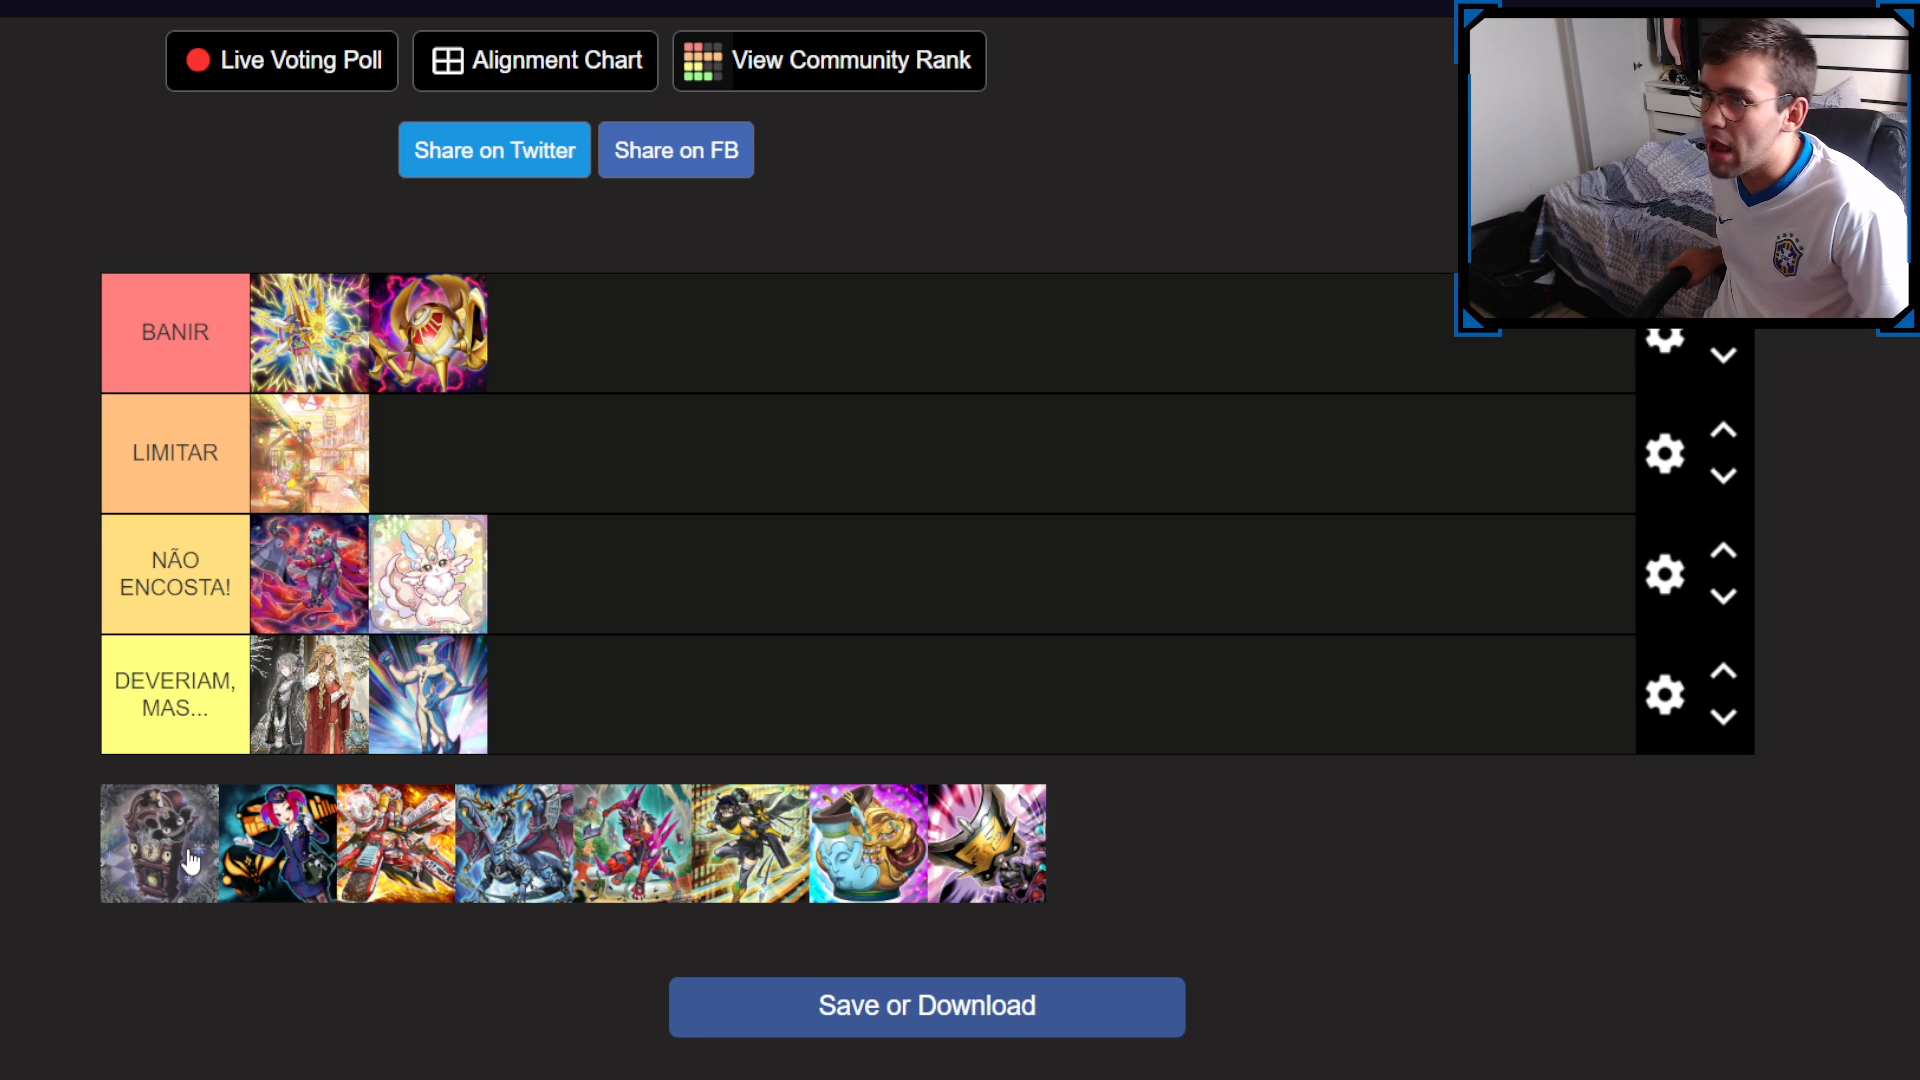 Live Voting Poll
Alignment Chart
View Community Rank
Share on Twitter
Share on FB
BANIR
LIMITAR
NÃO
ENCOSTA!
DEVERIAM,
MAS...
Save or Download